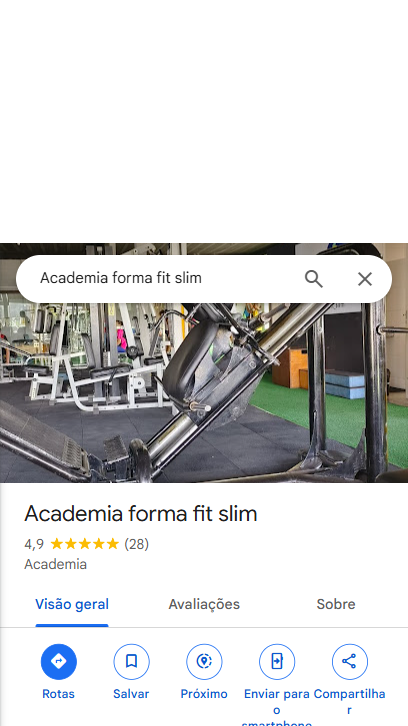 Academia forma fit slim
Academia forma fit slim
4,9 ★★★★★ (28)
Academia
Visão geral Avaliações Sobre
Rotas Salvar Próximo Enviar para o smartphone Compartilhar